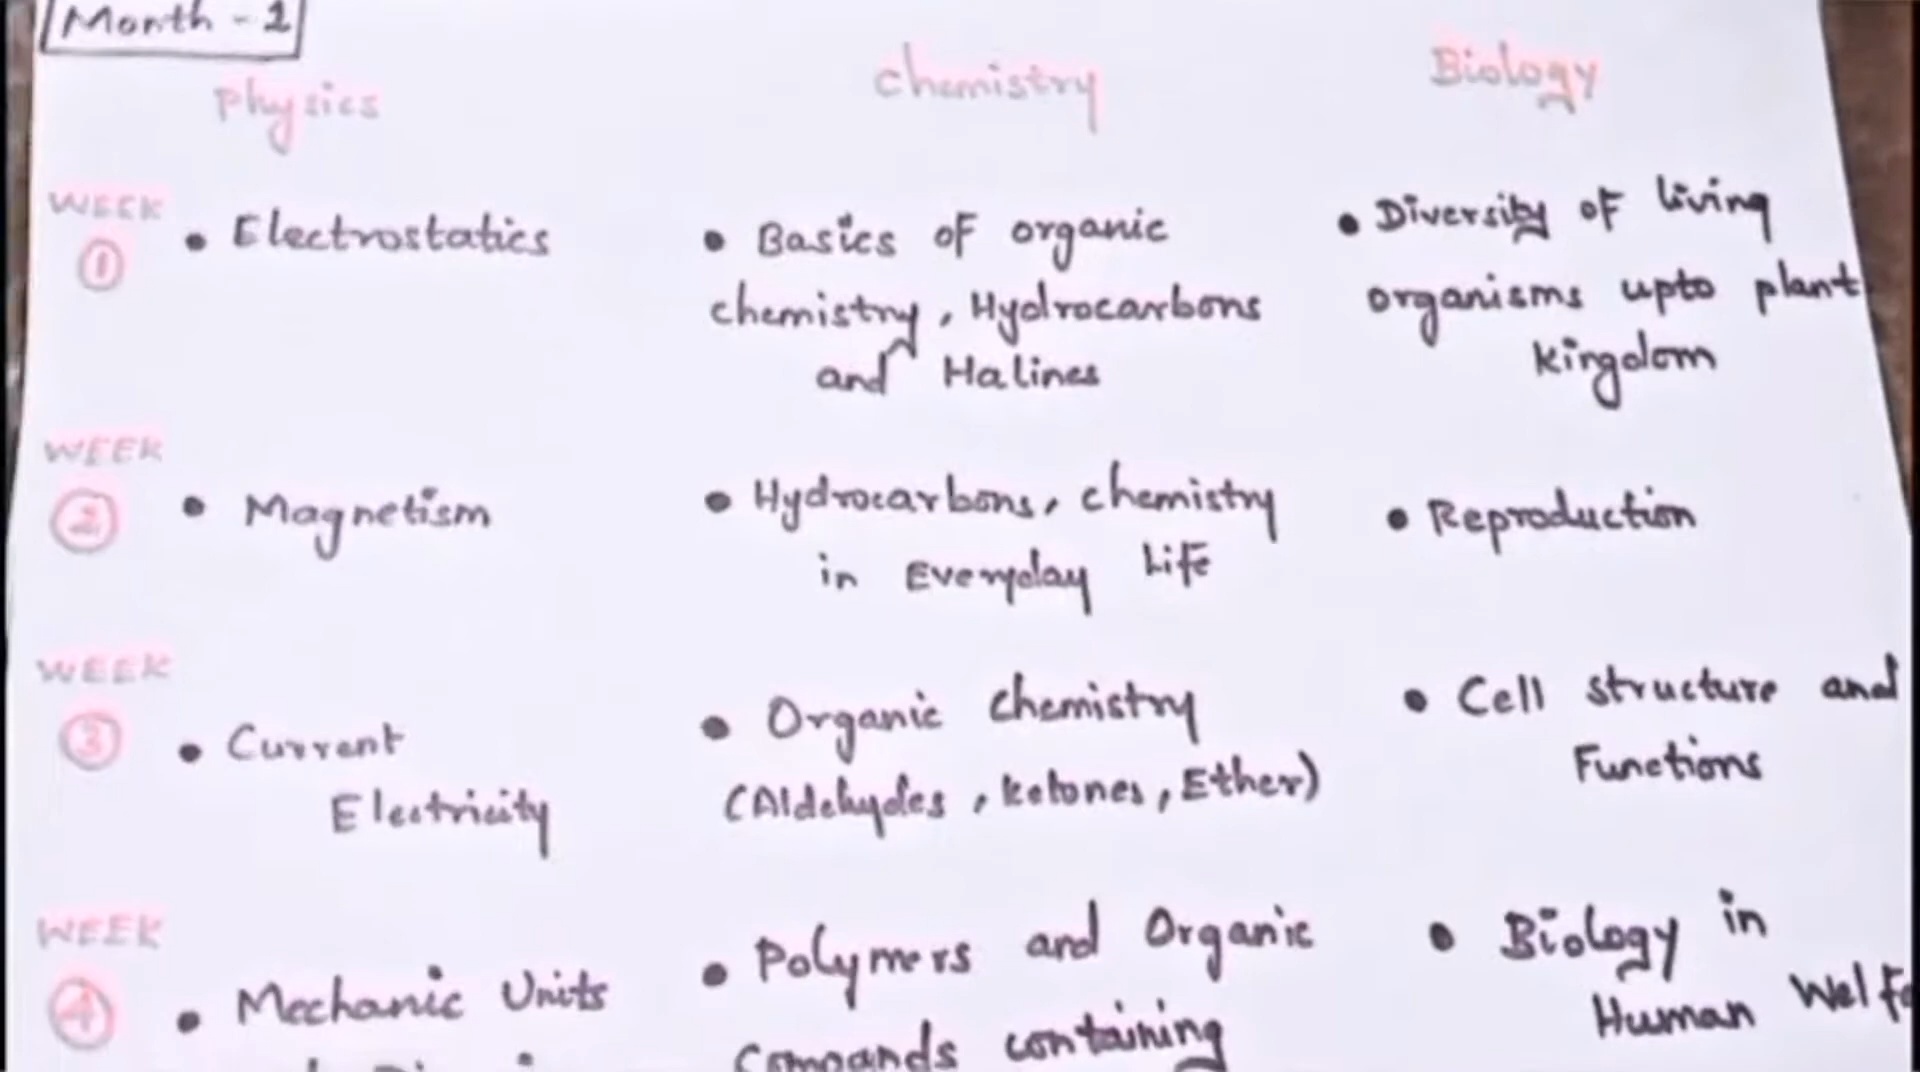 Month - 1
Physics
Chemistry
Biology
WEEK
1
• Electrostatics
• Basics of organic
chemistry, Hydrocarbons
and Halines
• Diversity of living
organisms upto plant
kingdom
WEEK
2
• Magnetism
• Hydrocarbons, chemistry
in Everyday Life
• Reproduction
WEEK
3
• Current
Electricity
• Organic Chemistry
(Aldehydes, ketones, Ether)
• Cell structure and
Functions
WEEK
4
• Mechanic Units
• Polymers and Organic
Compands containing
• Biology in
Human Welfa